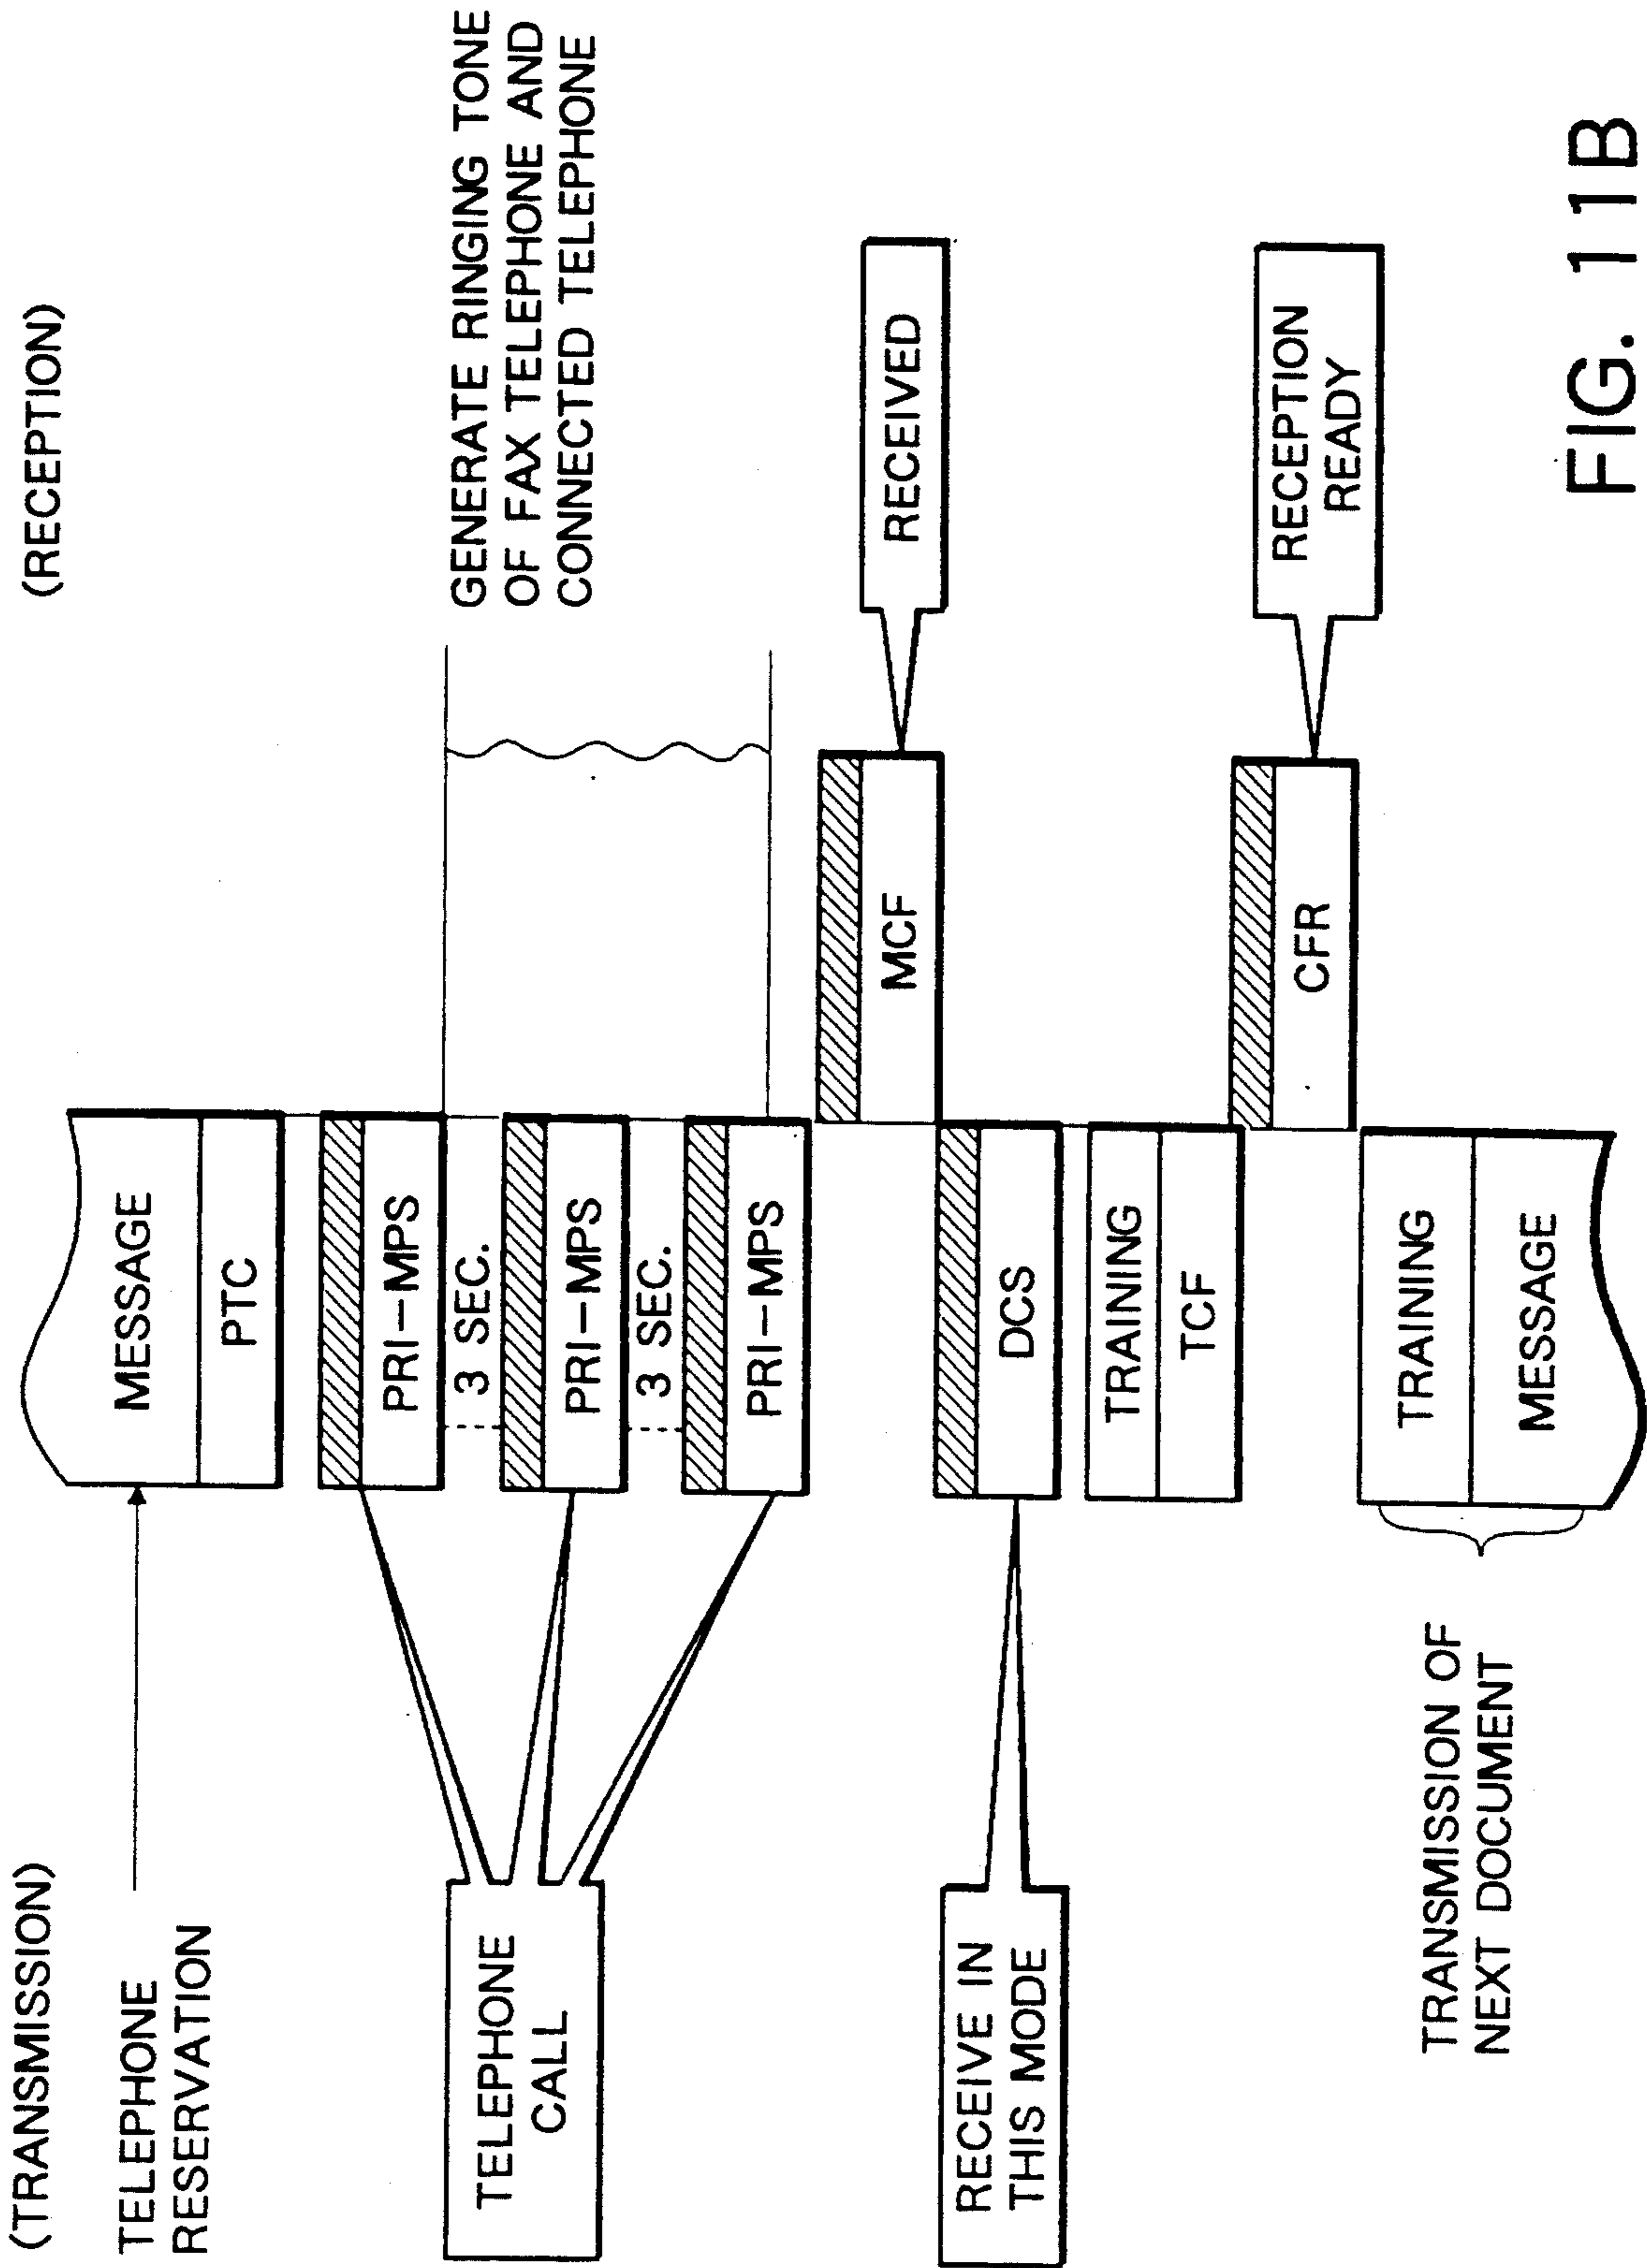 (TRANSMISSION)
(RECEPTION)
TELEPHONE
RESERVATION
MESSAGE
PTC
PRI-MPS
3 SEC.
PRI-MPS
3 SEC.
PRI-MPS
TELEPHONE
CALL
GENERATE RINGING TONE
OF FAX TELEPHONE AND
CONNECTED TELEPHONE
MCF
RECEIVED
RECEIVE IN
THIS MODE
DCS
TRAINING
TCF
CFR
RECEPTION
READY
TRANSMISSION OF
NEXT DOCUMENT
TRAINING
MESSAGE
FIG. 11B